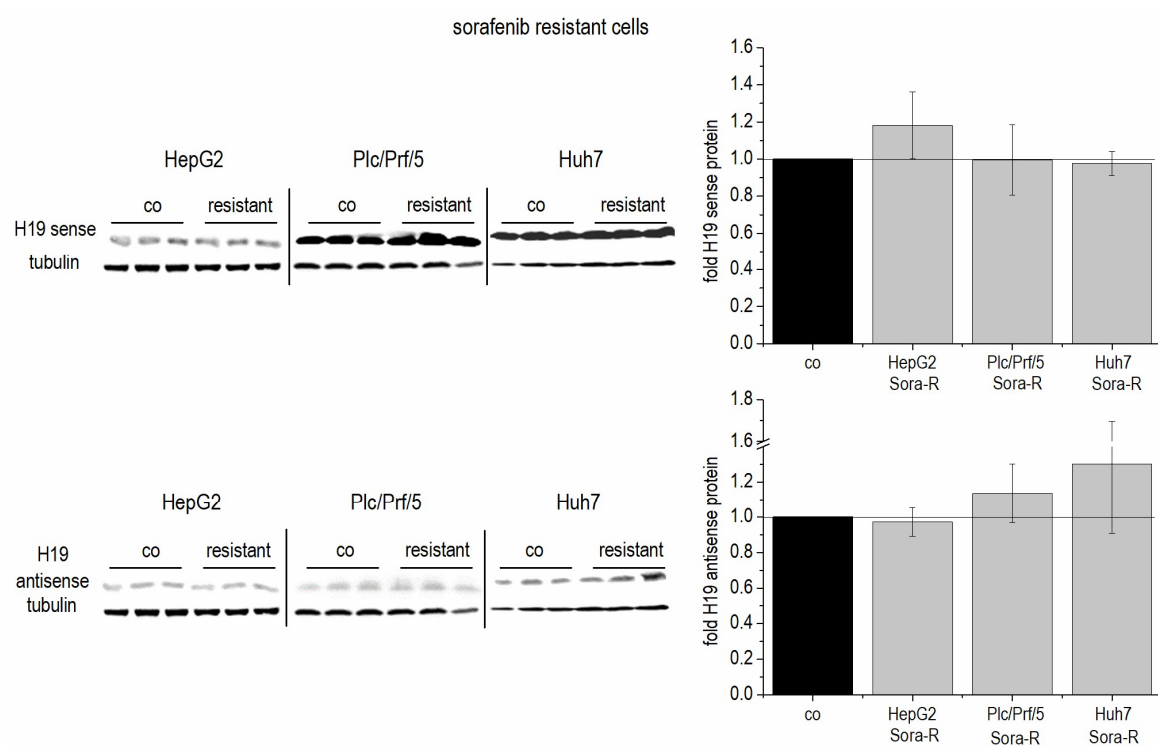 sorafenib resistant cells
HepG2 Plc/Prf/5 Huh7
co resistant co resistant co resistant
H19 sense
tubulin
fold H19 sense protein
1.6
1.4
1.2
1.0
0.8
0.6
0.4
0.2
0.0
co HepG2 Plc/Prf/5 Huh7
Sora-R Sora-R Sora-R
HepG2 Plc/Prf/5 Huh7
co resistant co resistant co resistant
H19
antisense
tubulin
fold H19 antisense protein
1.8
1.6
1.2
1.0
0.8
0.6
0.4
0.2
0.0
co HepG2 Plc/Prf/5 Huh7
Sora-R Sora-R Sora-R